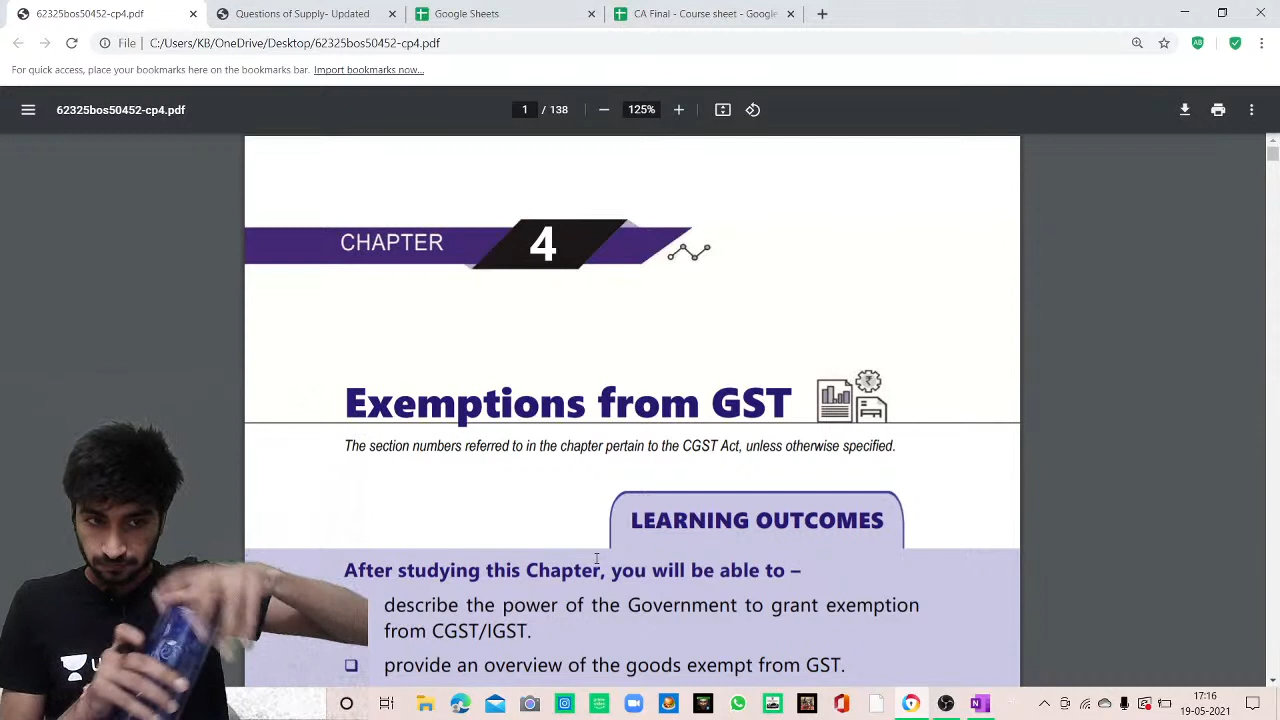 62325bos50452-cp4.pdf
Questions of Supply- Updated
Google Sheets
CA Final - Course sheet - Google
File
C:/Users/KB/OneDrive/Desktop/62325bos50452-cp4.pdf
For quick access, place your bookmarks here on the bookmarks bar. Import bookmarks now...
62325bos50452-cp4.pdf
1 / 138
125%
CHAPTER 4
Exemptions from GST
The section numbers referred to in the chapter pertain to the CGST Act, unless otherwise specified.
LEARNING OUTCOMES
After studying this Chapter, you will be able to –
describe the power of the Government to grant exemption
from CGST/IGST.
provide an overview of the goods exempt from GST.
17:16
19-05-2021